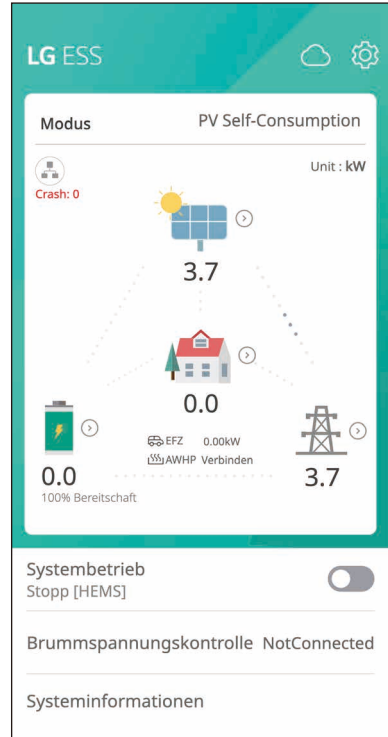 LG ESS
Modus PV Self-Consumption
Unit : kW
Crash: 0
3.7
0.0
EFZ 0.00kW
AWHP Verbinden
0.0
100% Bereitschaft
3.7
Systembetrieb
Stopp [HEMS]
Brummspannungskontrolle NotConnected
Systeminformationen